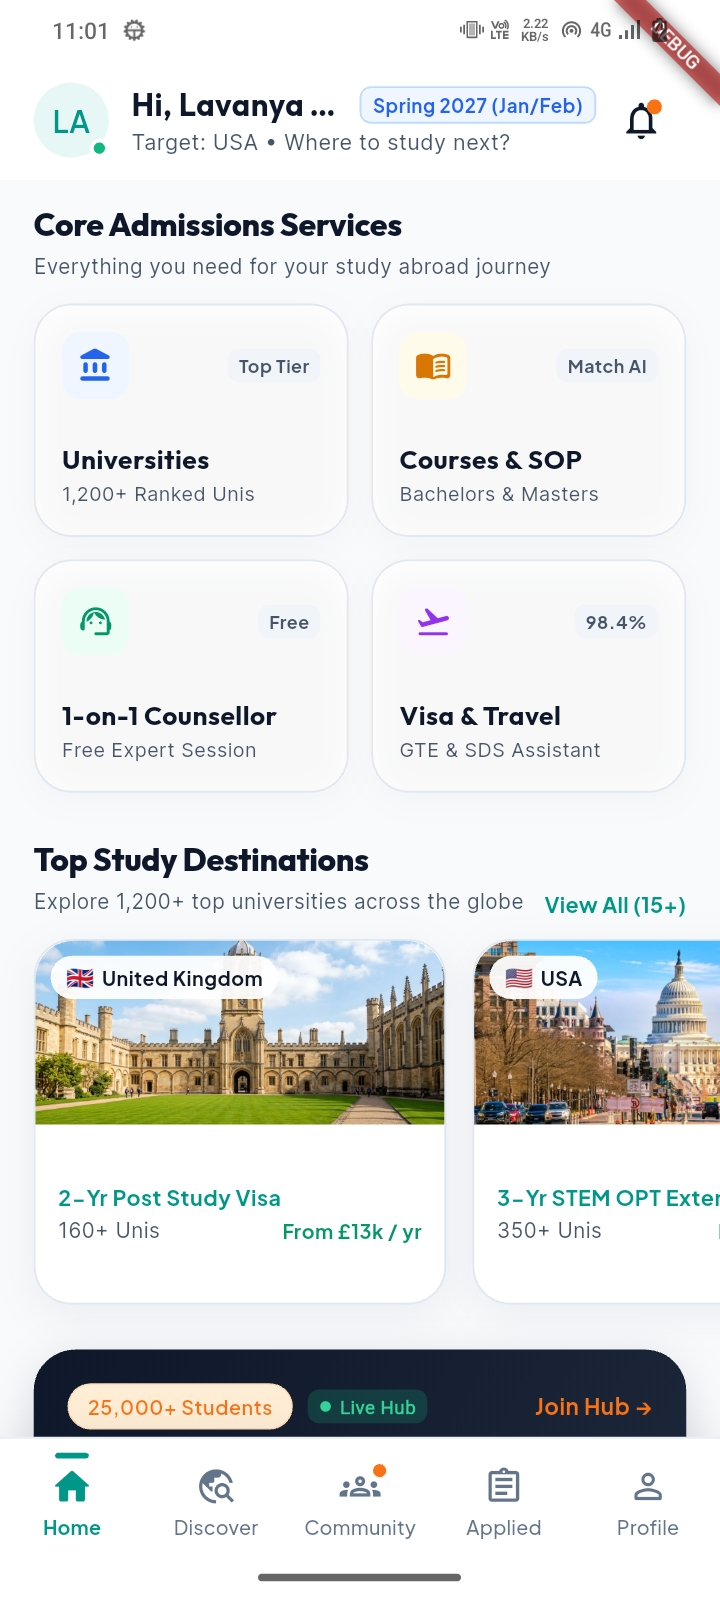 11:01
Vo)) LTE
2.22 KB/s
4G
DEBUG
LA
Hi, Lavanya ...
Spring 2027 (Jan/Feb)
Target: USA • Where to study next?
Core Admissions Services
Everything you need for your study abroad journey
Top Tier
Universities
1,200+ Ranked Unis
Match AI
Courses & SOP
Bachelors & Masters
Free
1-on-1 Counsellor
Free Expert Session
98.4%
Visa & Travel
GTE & SDS Assistant
Top Study Destinations
Explore 1,200+ top universities across the globe
View All (15+)
🇬🇧 United Kingdom
2-Yr Post Study Visa
160+ Unis
From £13k / yr
🇺🇸 USA
3-Yr STEM OPT Exter
350+ Unis
25,000+ Students
Live Hub
Join Hub →
Home
Discover
Community
Applied
Profile